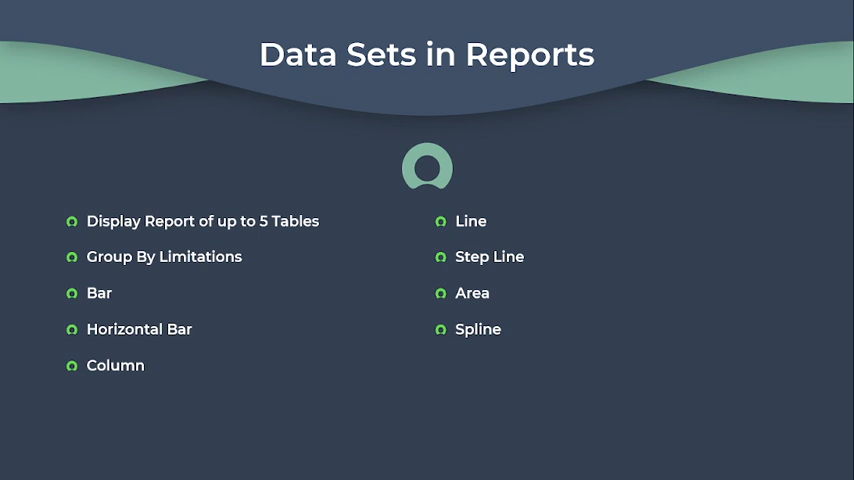 Data Sets in Reports
Display Report of up to 5 Tables
Group By Limitations
Bar
Horizontal Bar
Column
Line
Step Line
Area
Spline